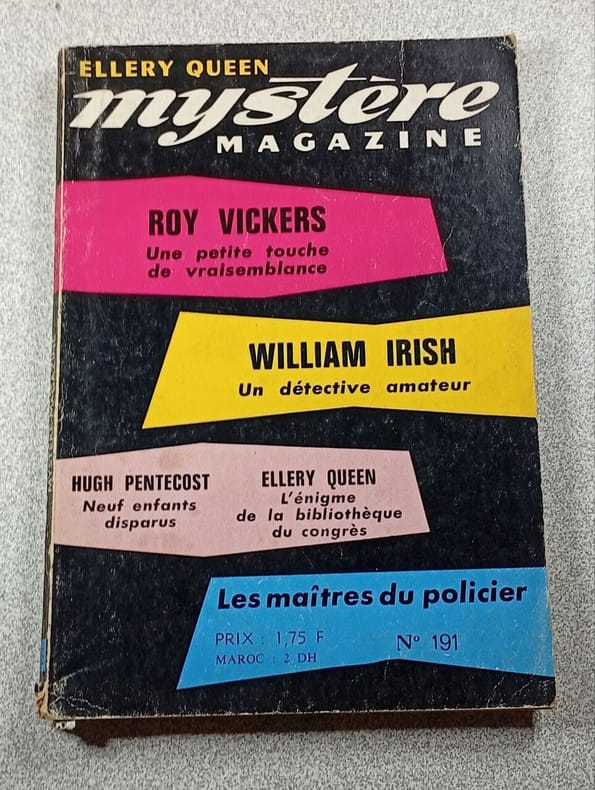 ELLERY QUEEN
mystère
MAGAZINE
ROY VICKERS
Une petite touche
de vraisemblance
WILLIAM IRISH
Un détective amateur
HUGH PENTECOST
Neuf enfants
disparus
ELLERY QUEEN
L'énigme
de la bibliothèque
du congrès
Les maîtres du policier
PRIX : 1,75 F
MAROC : 2 DH
Nº 191